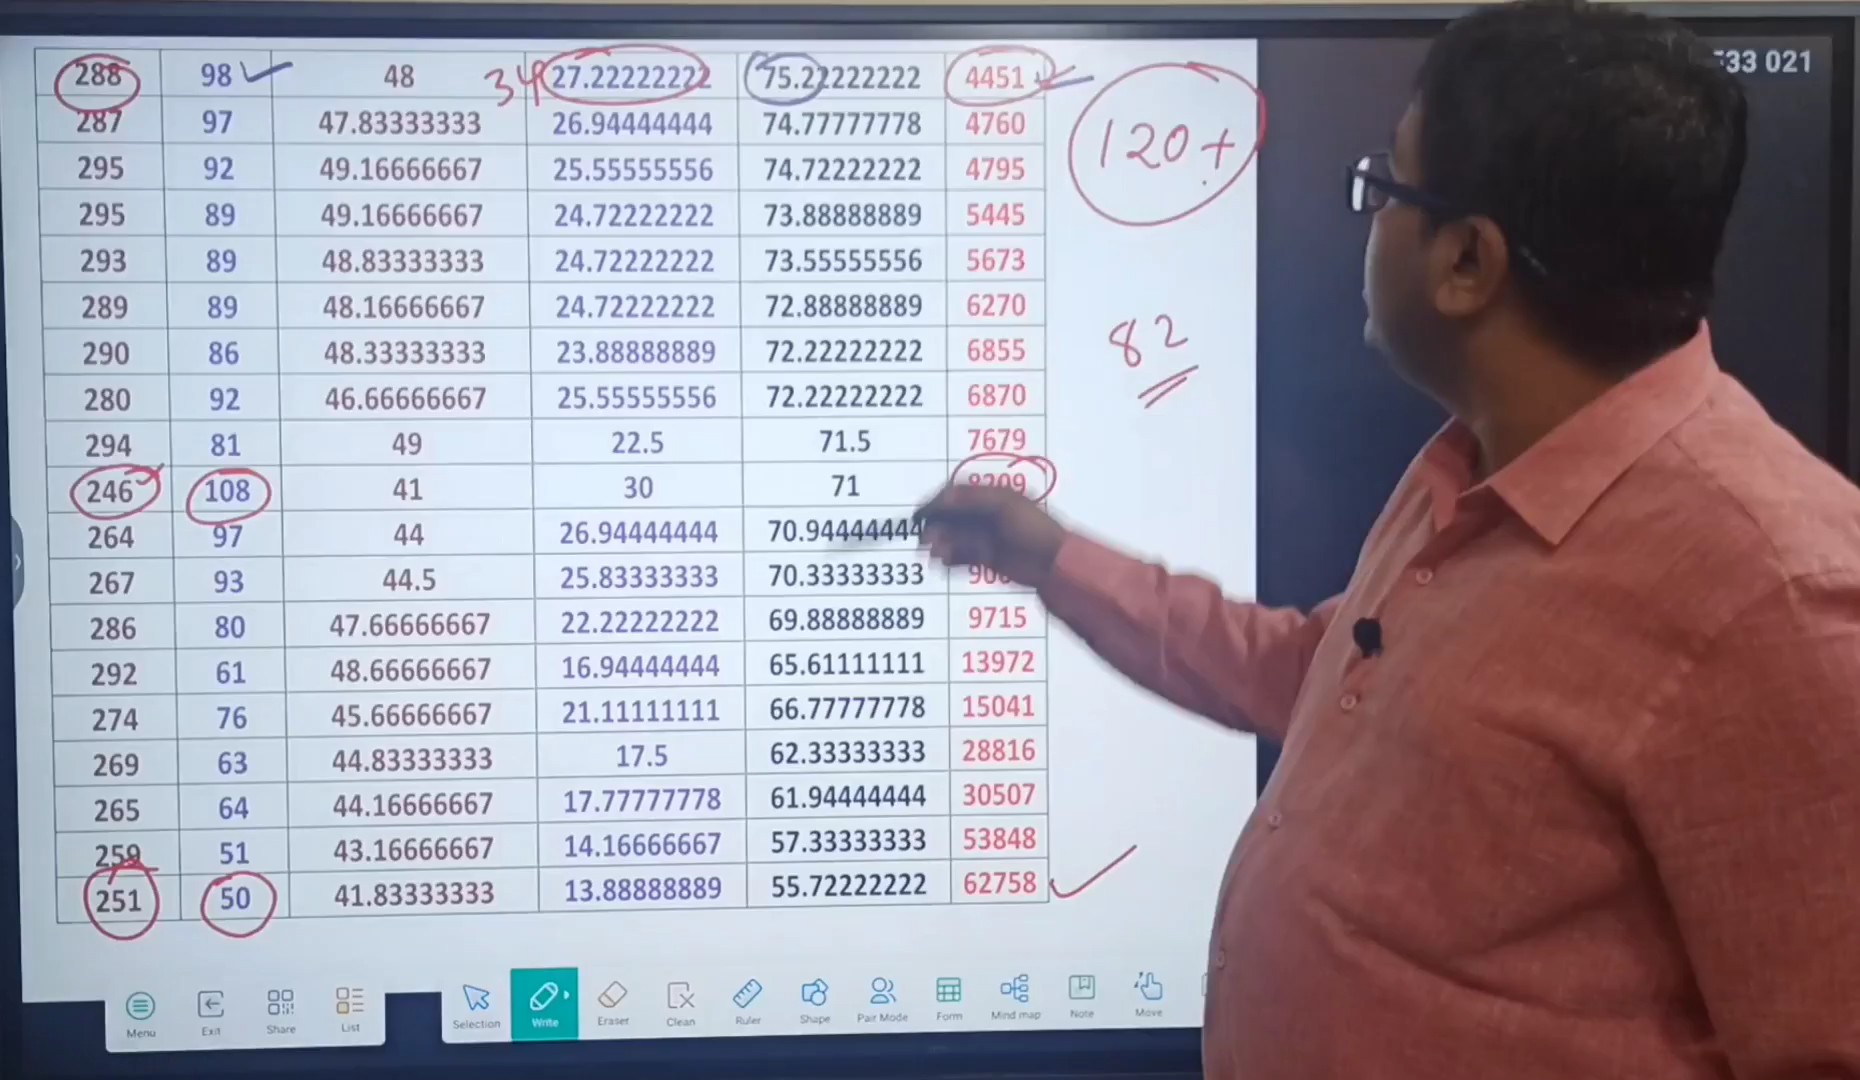 288 98 48 34 27.22222222 75.22222222 4451
287 97 47.83333333 26.94444444 74.77777778 4760
295 92 49.16666667 25.55555556 74.72222222 4795
295 89 49.16666667 24.72222222 73.88888889 5445
293 89 48.83333333 24.72222222 73.55555556 5673
289 89 48.16666667 24.72222222 72.88888889 6270
290 86 48.33333333 23.88888889 72.22222222 6855
280 92 46.66666667 25.55555556 72.22222222 6870
294 81 49 22.5 71.5 7679
246 108 41 30 71 8209
264 97 44 26.94444444 70.94444444
267 93 44.5 25.83333333 70.33333333
286 80 47.66666667 22.22222222 69.88888889 9715
292 61 48.66666667 16.94444444 65.61111111 13972
274 76 45.66666667 21.11111111 66.77777778 15041
269 63 44.83333333 17.5 62.33333333 28816
265 64 44.16666667 17.77777778 61.94444444 30507
259 51 43.16666667 14.16666667 57.33333333 53848
251 50 41.83333333 13.88888889 55.72222222 62758
120+
82
33 021
Menu Exit Share List Selection Write Eraser Clean Ruler Shape Pair Mode Form Mind map Note Move